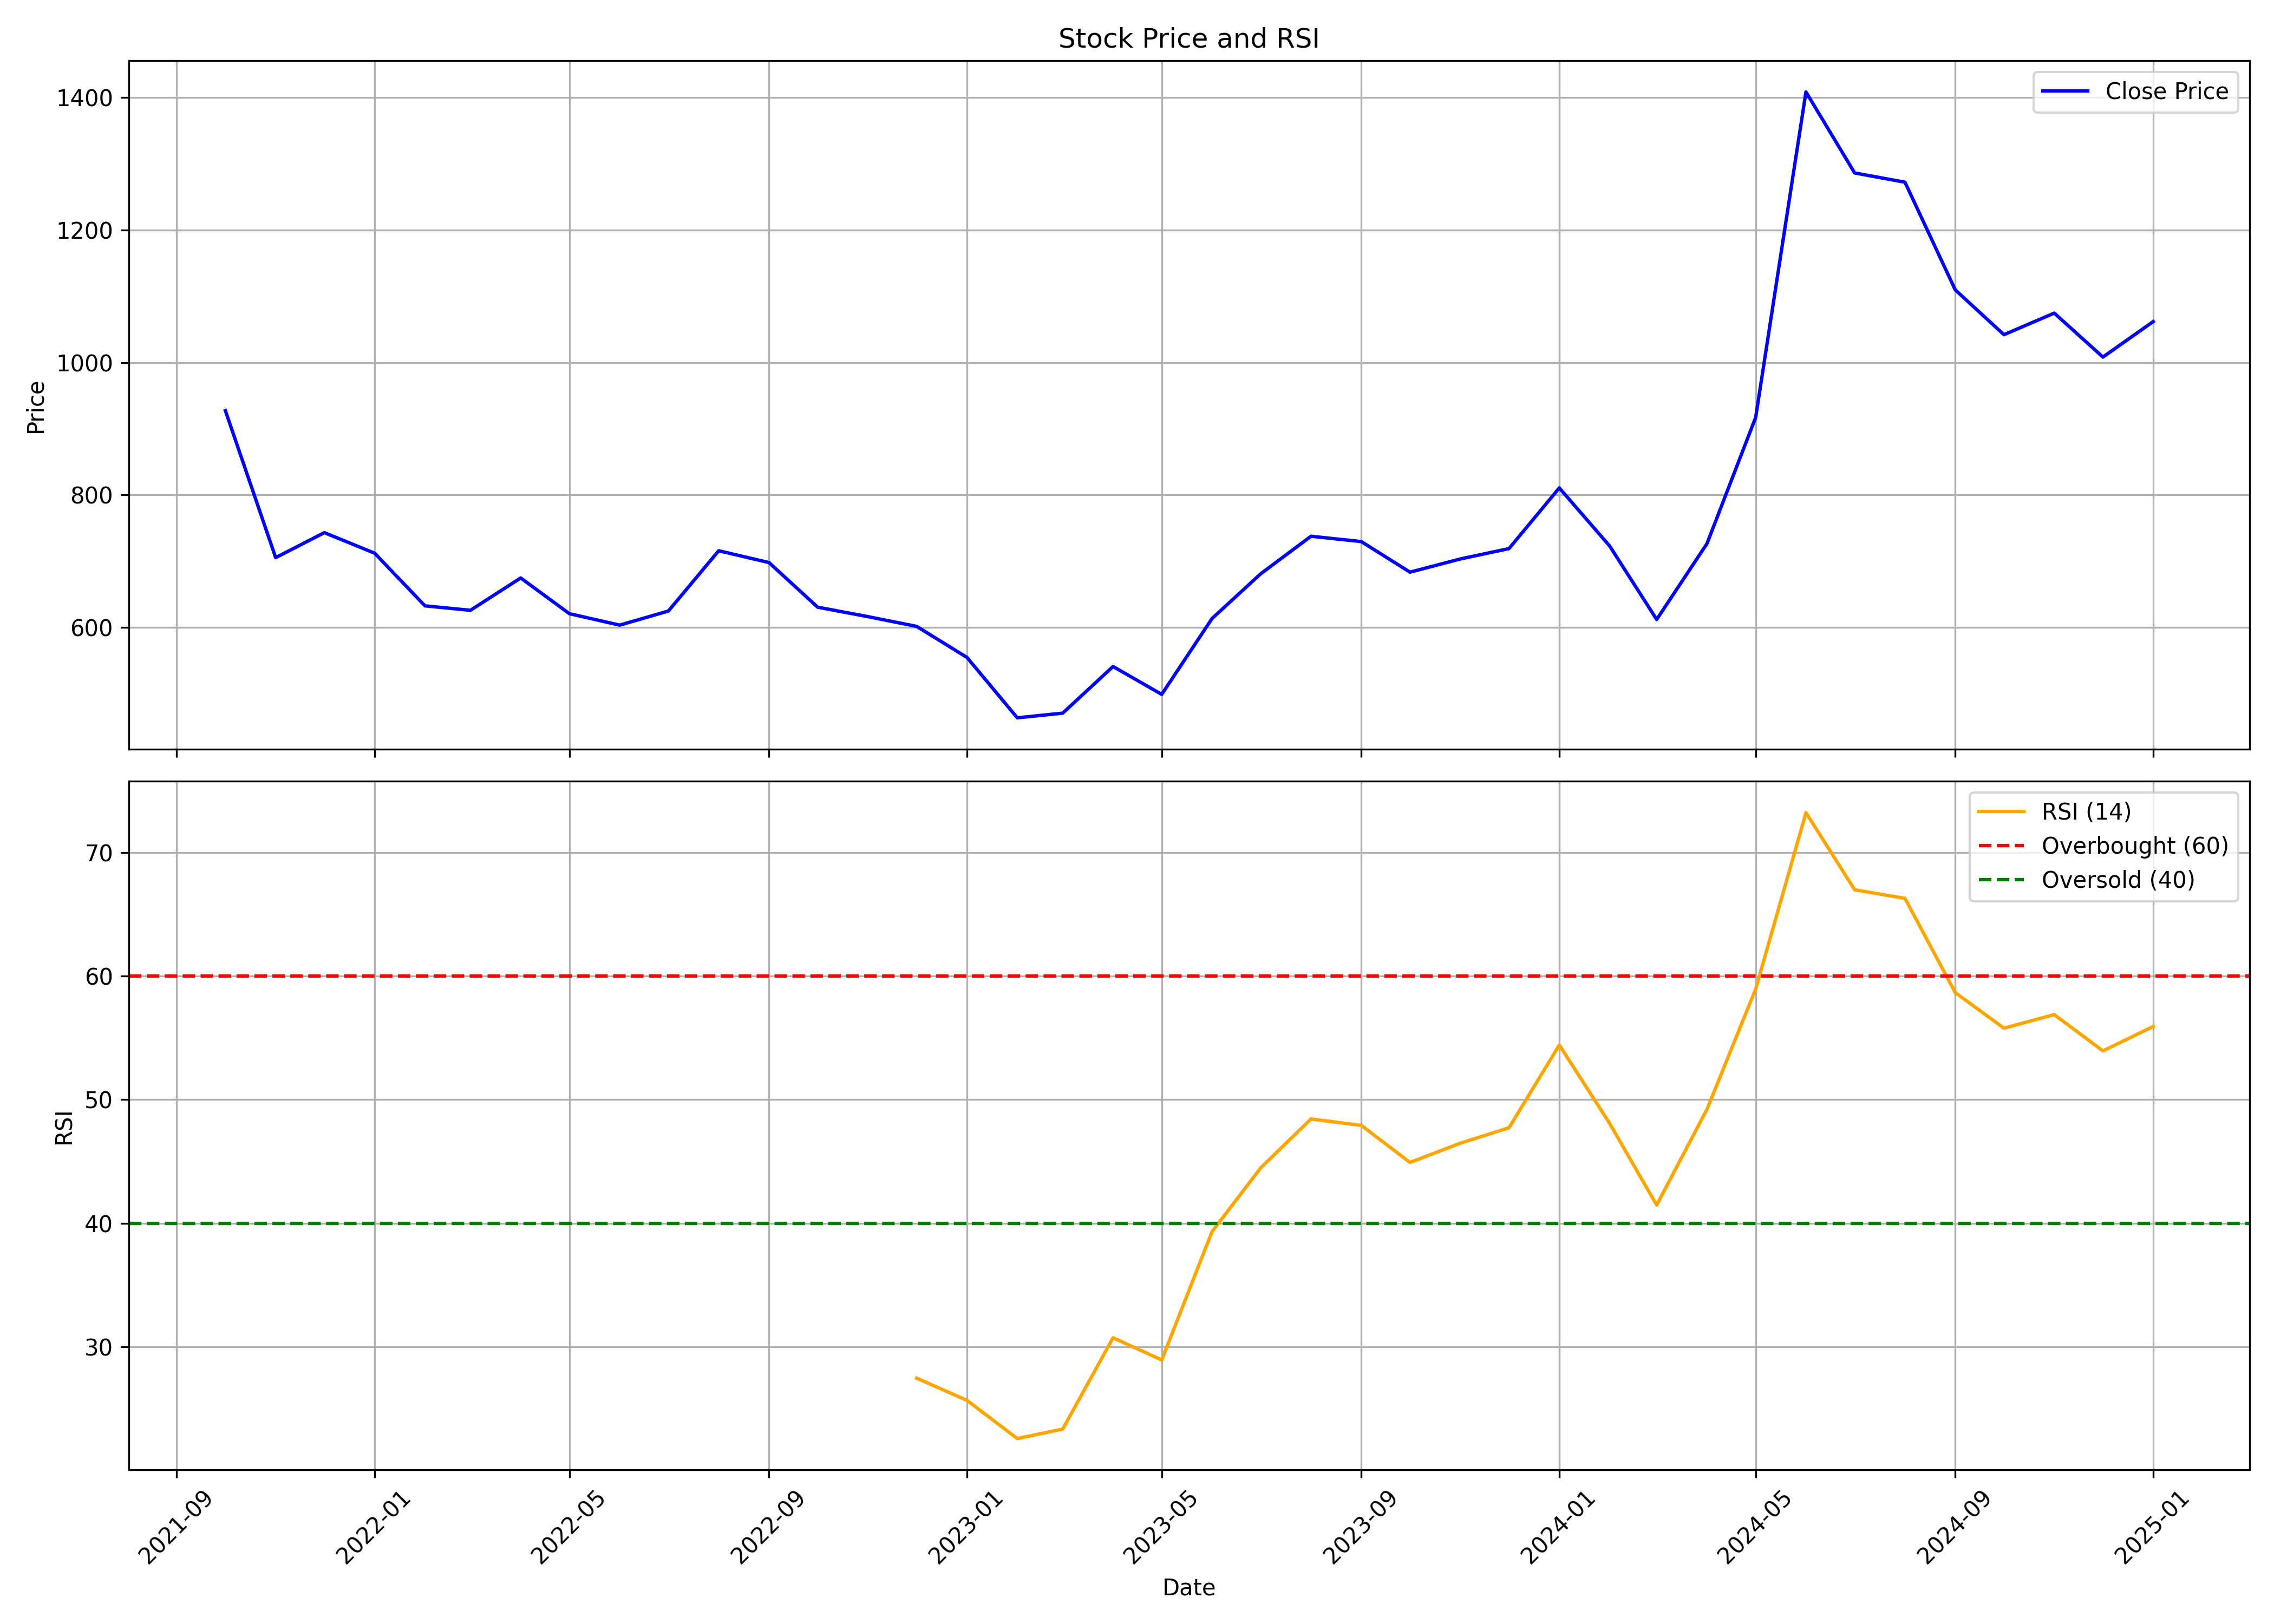 Stock Price and RSI
1400
1200
1000
800
600
Price
Close Price
70
60
50
40
30
RSI
RSI (14)
Overbought (60)
Oversold (40)
2021-09
2022-01
2022-05
2022-09
2023-01
2023-05
2023-09
2024-01
2024-05
2024-09
2025-01
Date